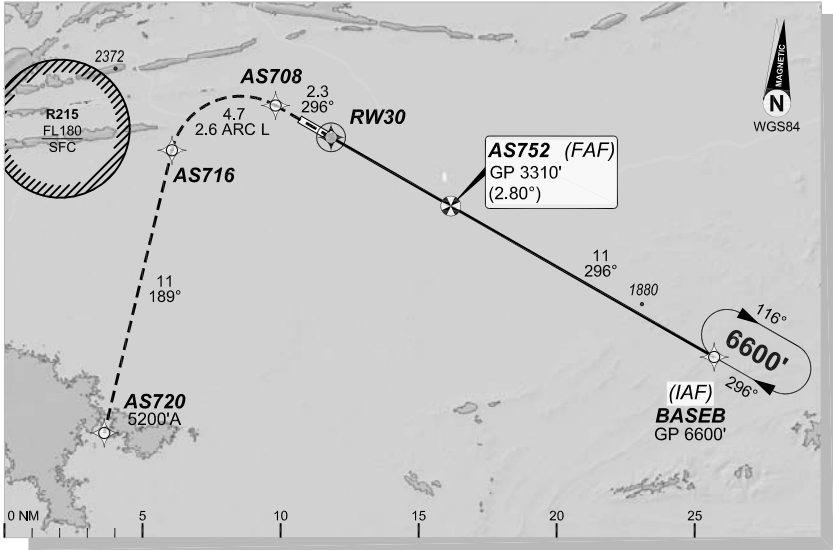 2372
R215
FL180
SFC
AS708
2.3
296°
4.7
2.6 ARC L
RW30
AS716
MAGNETIC
N
WGS84
AS752 (FAF)
GP 3310'
(2.80°)
11
296°
1880
116°
6600'
296°
(IAF)
BASEB
GP 6600'
11
189°
AS720
5200'A
0 NM
5
10
15
20
25